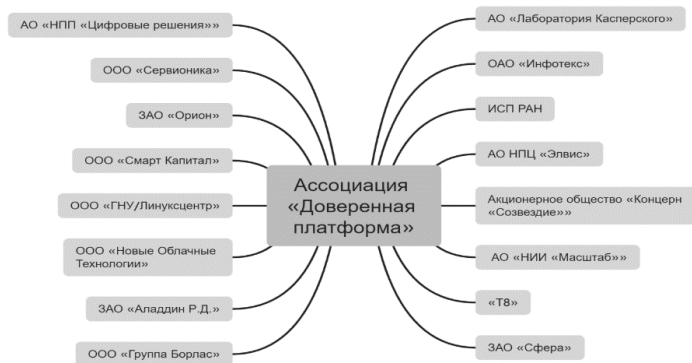 АО «НПП «Цифровые решения»»
ООО «Сервионика»
ЗАО «Орион»
ООО «Смарт Капитал»
ООО «ГНУ/Линуксцентр»
ООО «Новые Облачные
Технологии»
ЗАО «Аладдин Р.Д.»
ООО «Группа Борлас»
Ассоциация
«Доверенная
платформа»
АО «Лаборатория Касперского»
ОАО «Инфотекс»
ИСП РАН
АО НПЦ «Элвис»
Акционерное общество «Концерн
«Созвездие»»
АО «НИИ «Масштаб»»
«Т8»
ЗАО «Сфера»